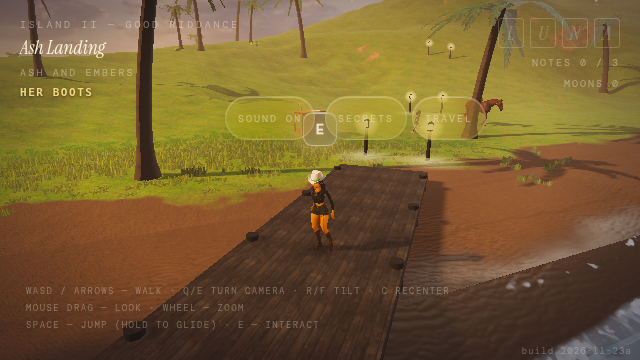 ISLAND II — GOOD RIDDANCE
Ash Landing
ASH AND EMBERS
HER BOOTS
L U N A
NOTES 0 / 3
MOONS 0
SOUND ON
E
SECRETS
TRAVEL
WASD / ARROWS — WALK · Q/E TURN CAMERA · R/F TILT · C RECENTER
MOUSE DRAG — LOOK · WHEEL — ZOOM
SPACE — JUMP (HOLD TO GLIDE) · E — INTERACT